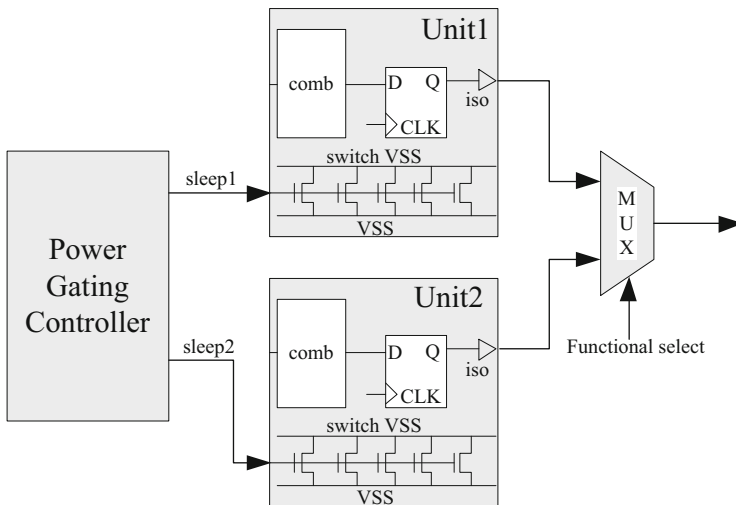 Unit1
comb
D
Q
CLK
iso
switch VSS
VSS
sleep1
Power
Gating
Controller
sleep2
M
U
X
Functional select
Unit2
comb
D
Q
CLK
iso
switch VSS
VSS